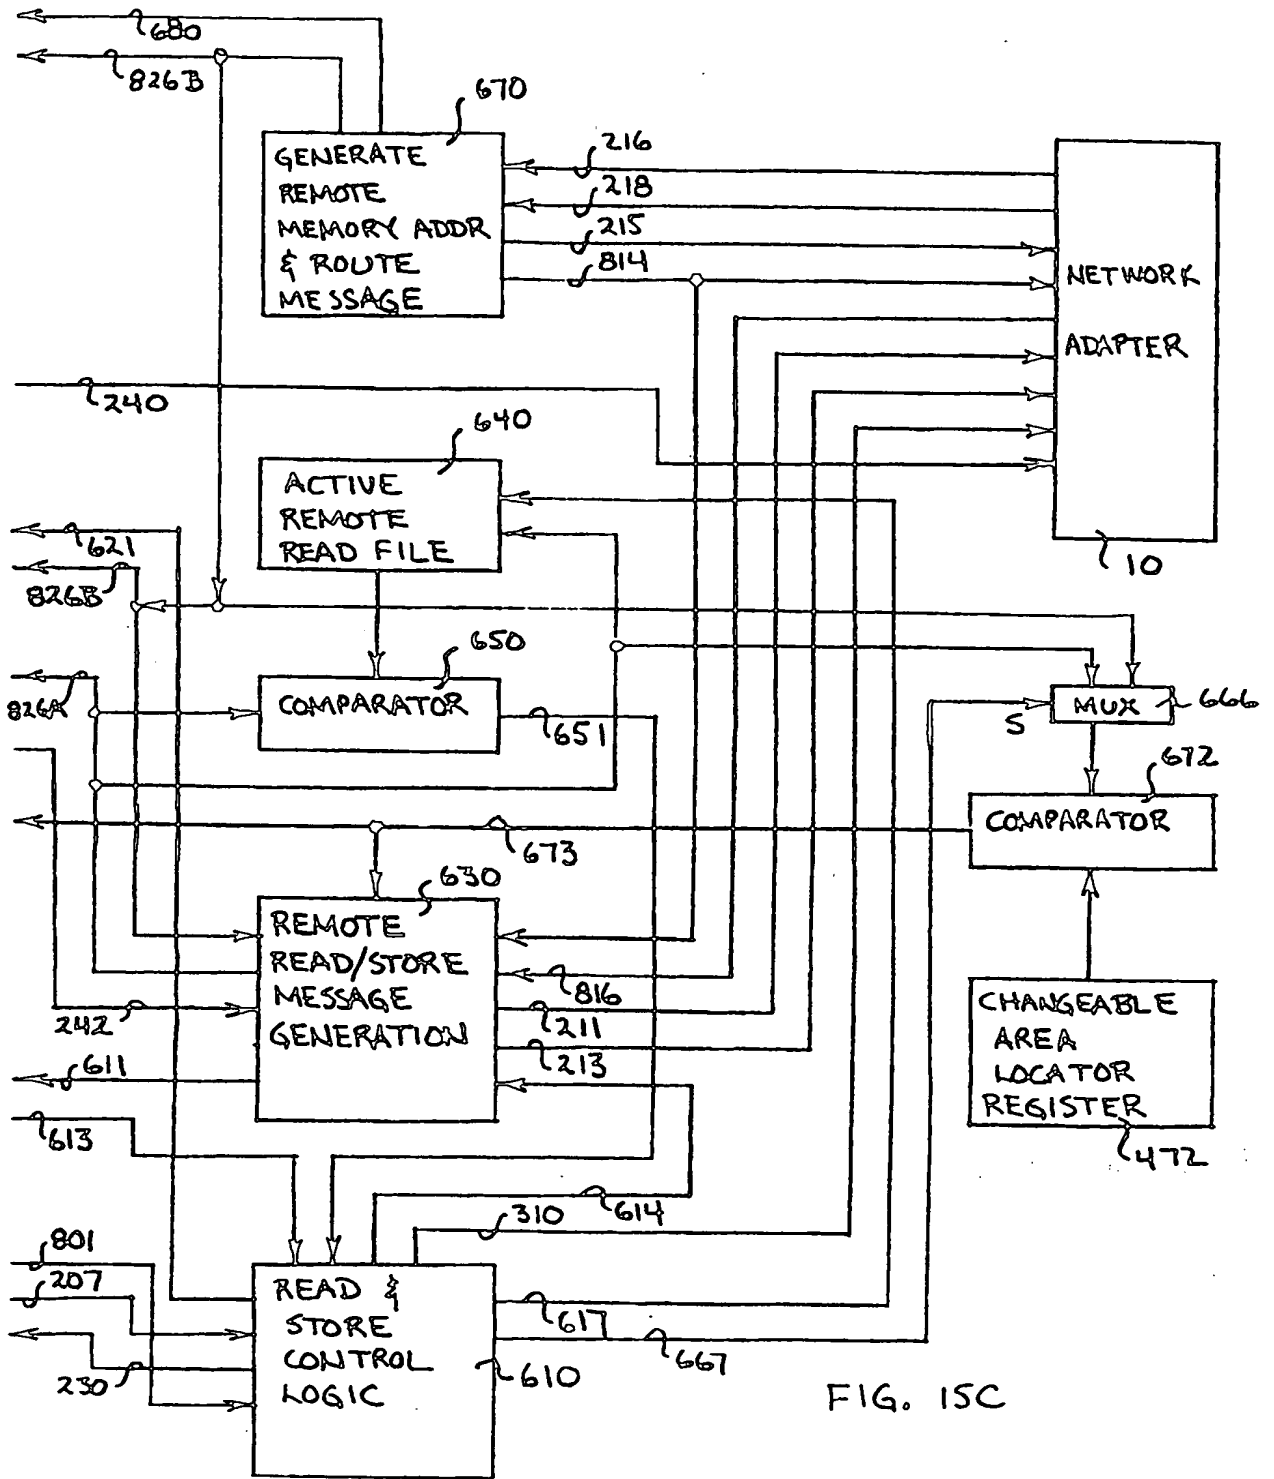 680
826B
670
GENERATE
REMOTE
MEMORY ADDR
& ROUTE
MESSAGE
216
218
215
814
NETWORK
ADAPTER
10
240
640
ACTIVE
REMOTE
READ FILE
621
826B
650
COMPARATOR
651
826A
MUX
666
S
672
COMPARATOR
673
630
REMOTE
READ/STORE
MESSAGE
GENERATION
816
211
213
242
611
613
CHANGEABLE
AREA
LOCATOR
REGISTER
472
614
310
801
207
READ &
STORE
CONTROL
LOGIC
610
617
667
230
FIG. 15C